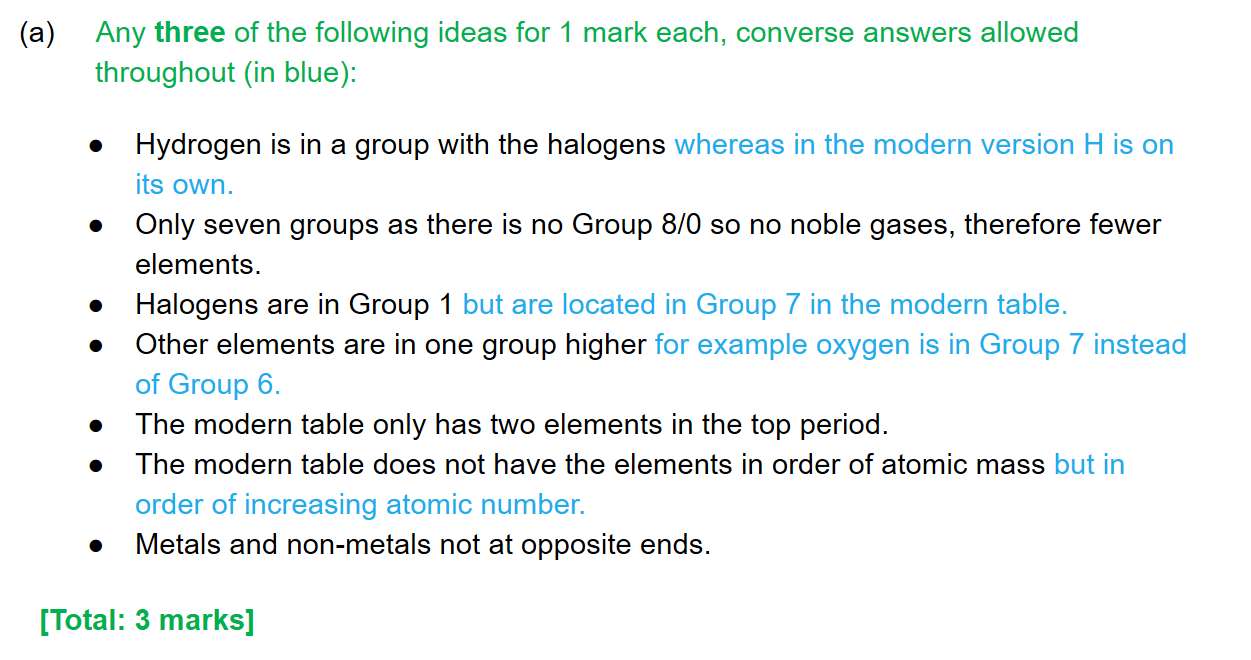 (a) Any three of the following ideas for 1 mark each, converse answers allowed
throughout (in blue):
● Hydrogen is in a group with the halogens whereas in the modern version H is on
its own.
● Only seven groups as there is no Group 8/0 so no noble gases, therefore fewer
elements.
● Halogens are in Group 1 but are located in Group 7 in the modern table.
● Other elements are in one group higher for example oxygen is in Group 7 instead
of Group 6.
● The modern table only has two elements in the top period.
● The modern table does not have the elements in order of atomic mass but in
order of increasing atomic number.
● Metals and non-metals not at opposite ends.
[Total: 3 marks]